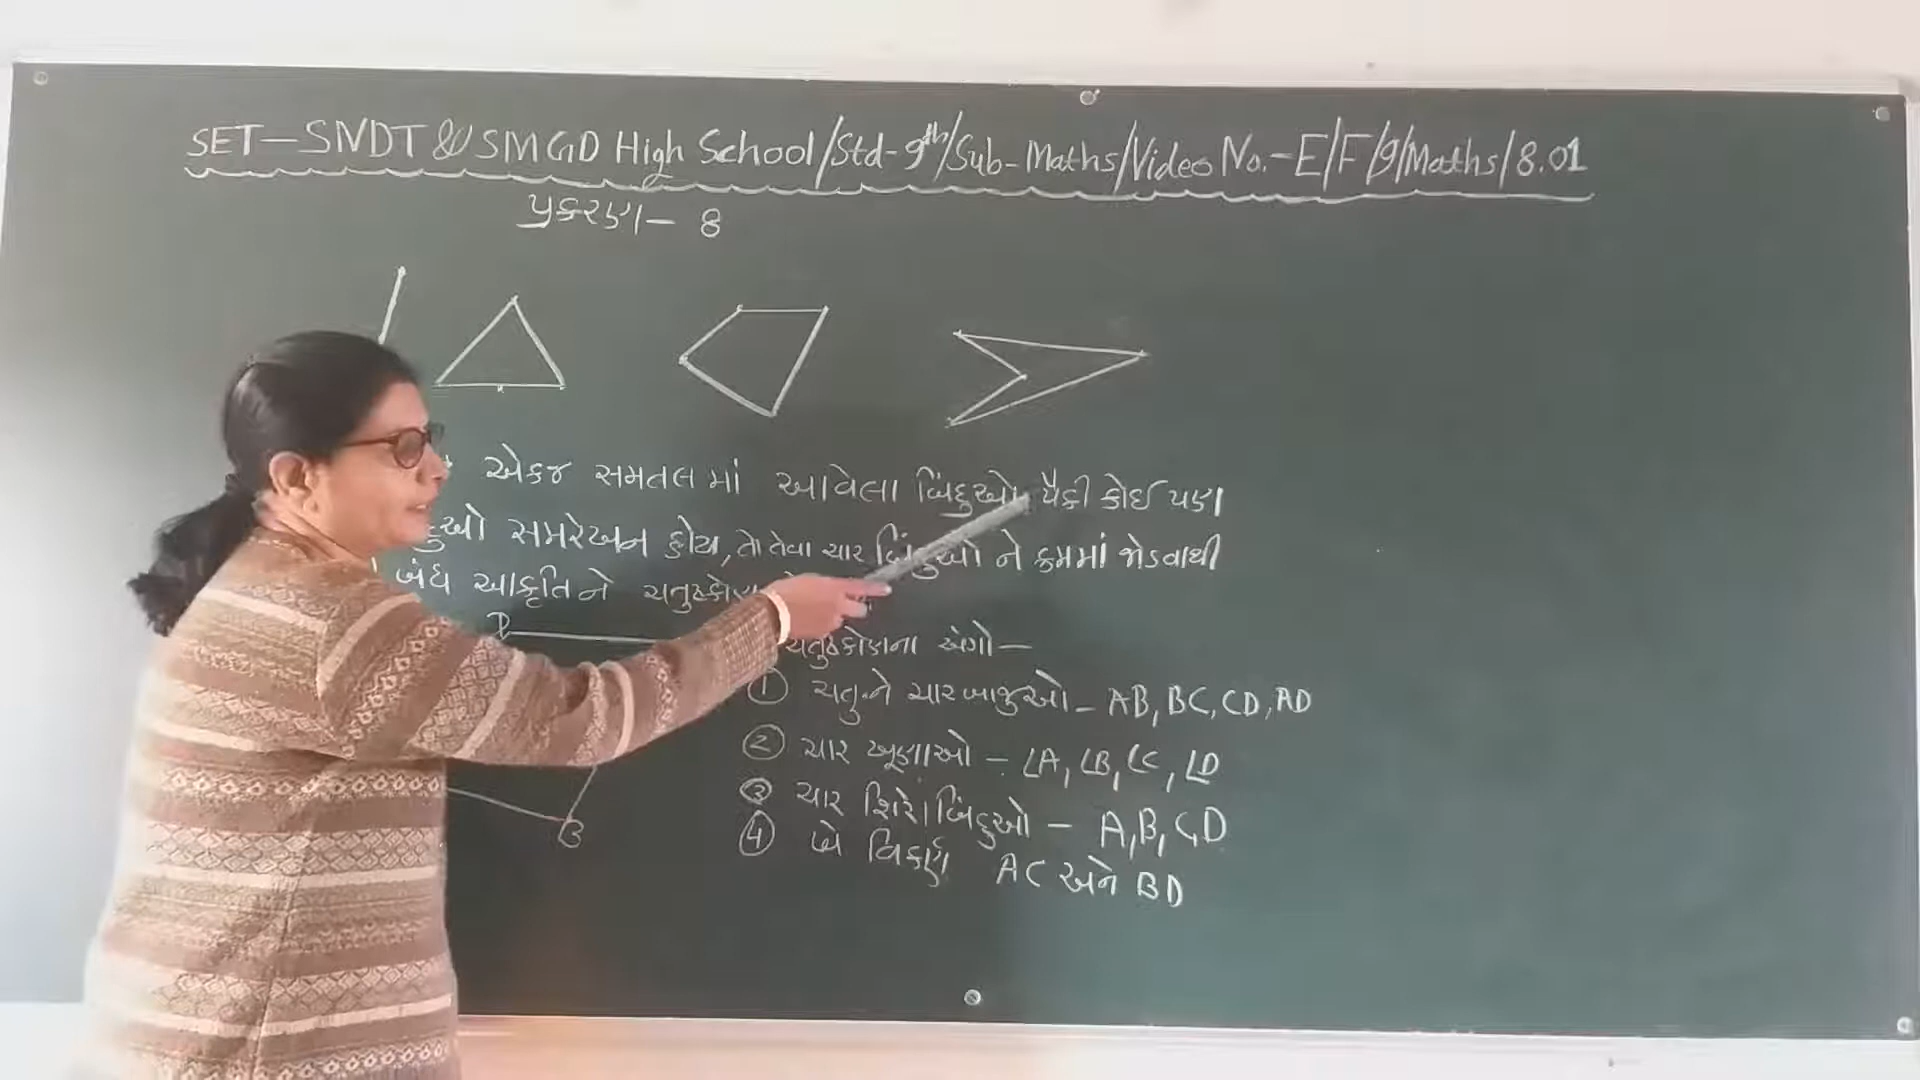 SET-SNDT & SMGD High School/Std-9th/Sub-Maths/Video No.-E/F/9/Maths/8.01
પ્રકરણ - 8
એકજ સમતલમાં આવેલા બિંદુઓ પૈકી કોઈ પણ
સમરેખ ન હોય, તો તેવા ચાર બિંદુઓ ને ક્રમમાં જોડવાથી
બંધ આકૃતિ ને ચતુષ્કોણ
D
ચતુષ્કોણના અંગો -
① ચતુ.ને ચાર બાજુઓ - AB, BC, CD, AD
② ચાર ખૂણાઓ - ∠A, ∠B, ∠C, ∠D
③ ચાર શિરોબિંદુઓ - A, B, C, D
④ બે વિકર્ણ AC અને BD
B